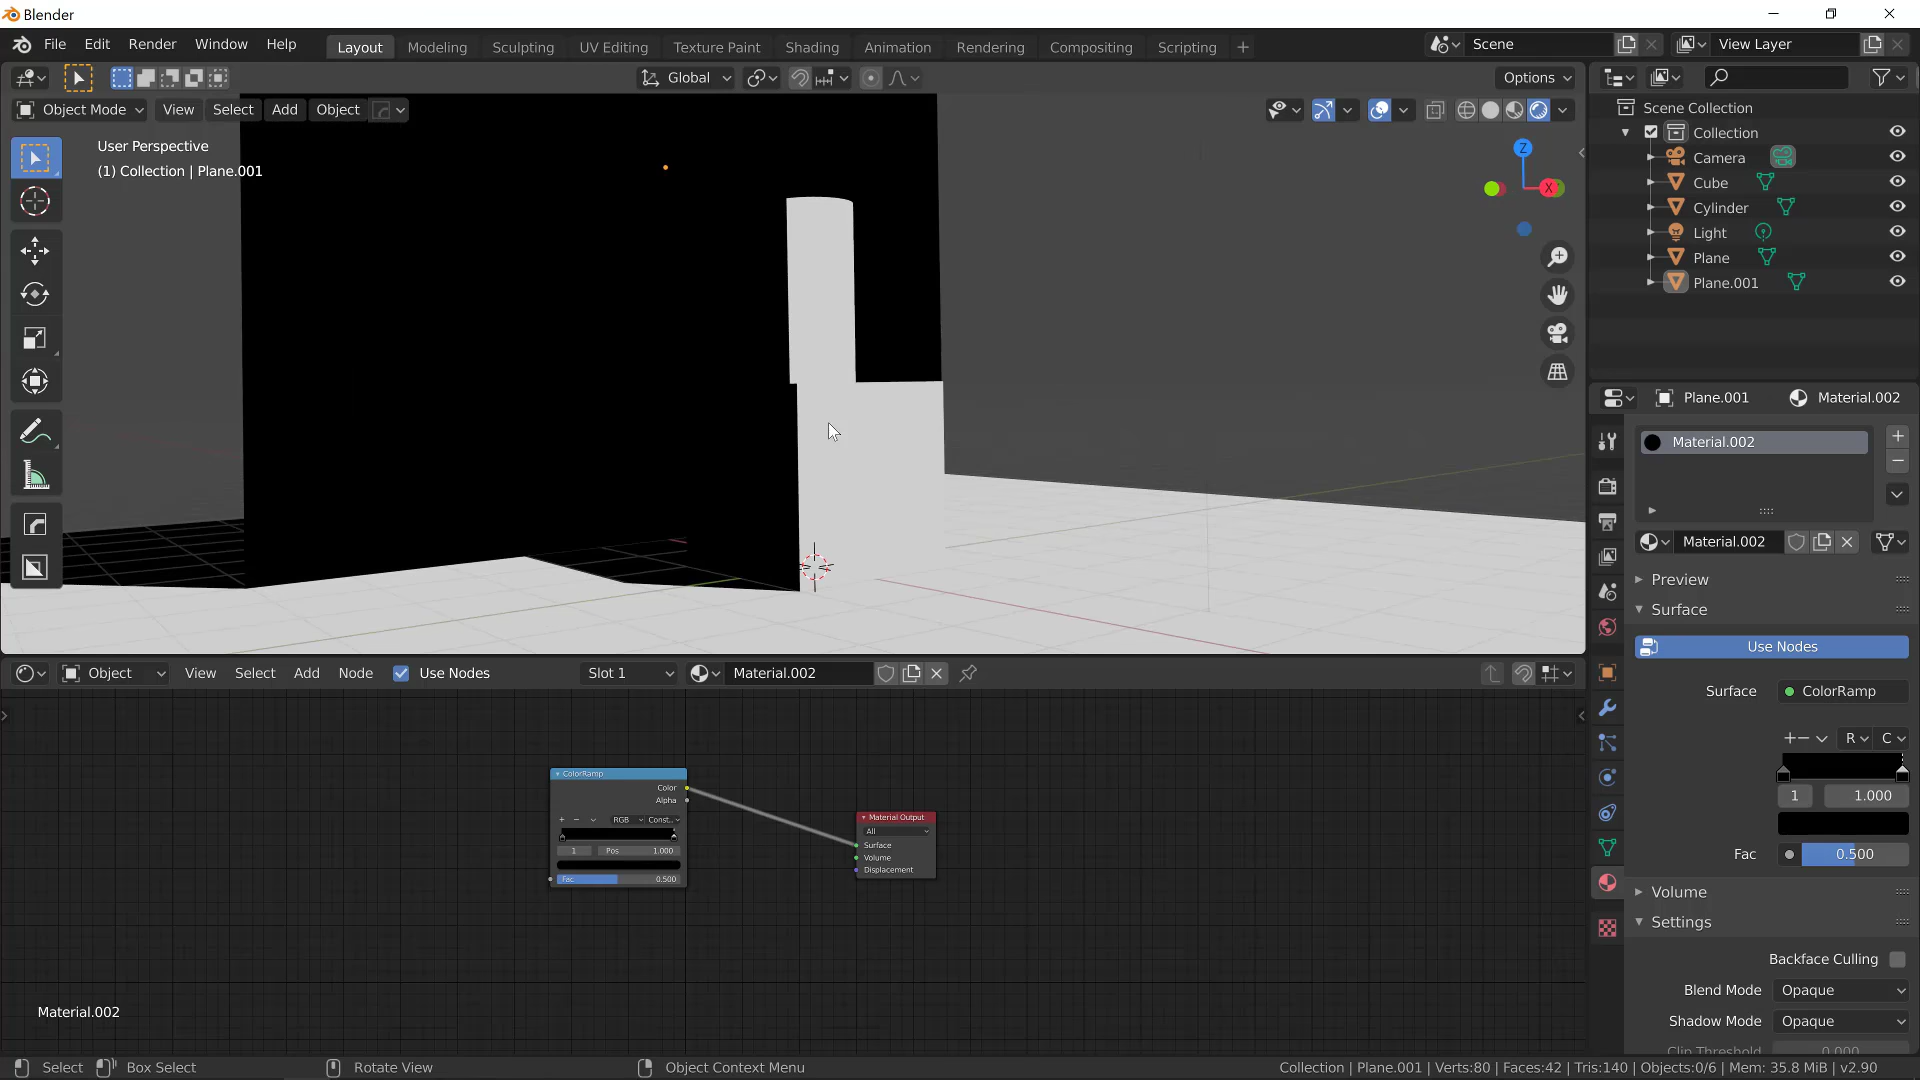 Blender
File Edit Render Window Help Layout Modeling Sculpting UV Editing Texture Paint Shading Animation Rendering Compositing Scripting + Scene View Layer
Global Options
Object Mode View Select Add Object
User Perspective
(1) Collection | Plane.001
Z
X
Scene Collection
Collection
Camera
Cube
Cylinder
Light
Plane
Plane.001
Plane.001 Material.002
Material.002
Material.002
Preview
Surface
Use Nodes
Surface ColorRamp
R C
1 1.000
Fac 0.500
Volume
Settings
Backface Culling
Blend Mode Opaque
Shadow Mode Opaque
Clip Threshold 0.000
Object View Select Add Node Use Nodes Slot 1 Material.002
ColorRamp
Color
Alpha
RGB Const..
1 Pos 1.000
Fac 0.500
Material Output
All
Surface
Volume
Displacement
Material.002
Select Box Select Rotate View Object Context Menu Collection | Plane.001 | Verts:80 | Faces:42 | Tris:140 | Objects:0/6 | Mem: 35.8 MiB | v2.90